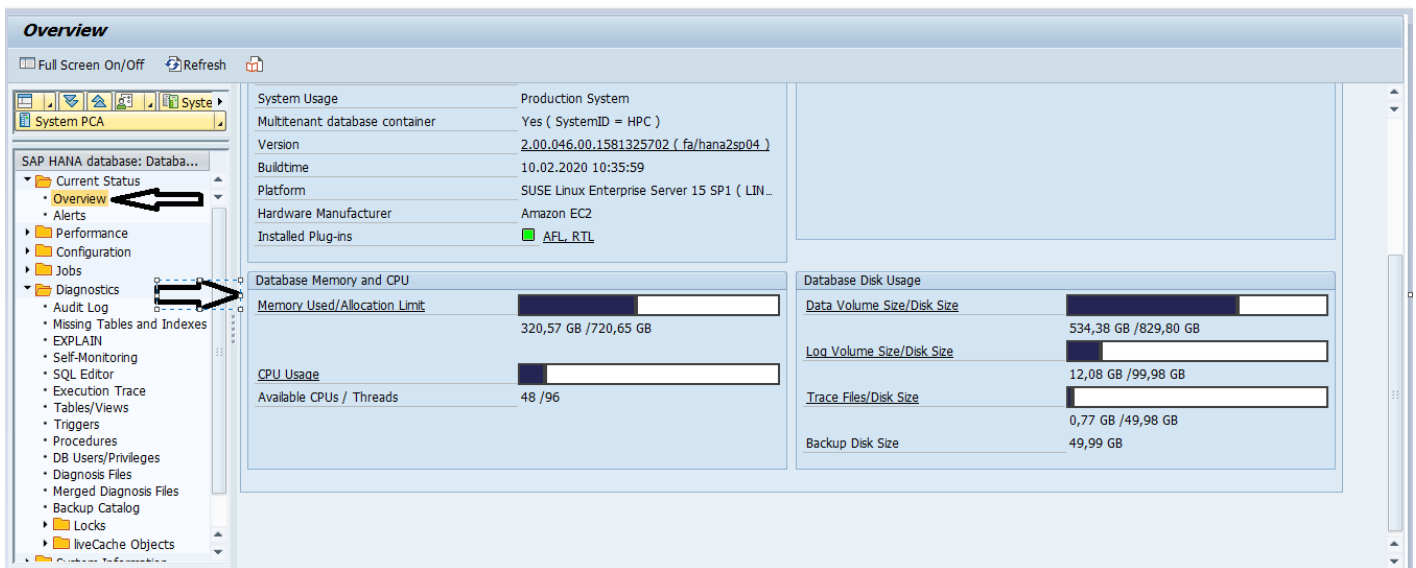 Overview
Full Screen On/Off Refresh
Syste
System PCA
SAP HANA database: Databa...
Current Status
Overview
Alerts
Performance
Configuration
Jobs
Diagnostics
Audit Log
Missing Tables and Indexes
EXPLAIN
Self-Monitoring
SQL Editor
Execution Trace
Tables/Views
Triggers
Procedures
DB Users/Privileges
Diagnosis Files
Merged Diagnosis Files
Backup Catalog
Locks
liveCache Objects
System Information
System Usage Production System
Multitenant database container Yes ( SystemID = HPC )
Version 2.00.046.00.1581325702 ( fa/hana2sp04 )
Buildtime 10.02.2020 10:35:59
Platform SUSE Linux Enterprise Server 15 SP1 ( LIN...
Hardware Manufacturer Amazon EC2
Installed Plug-ins AFL, RTL
Database Memory and CPU
Memory Used/Allocation Limit
320,57 GB /720,65 GB
CPU Usage
Available CPUs / Threads 48 /96
Database Disk Usage
Data Volume Size/Disk Size
534,38 GB /829,80 GB
Log Volume Size/Disk Size
12,08 GB /99,98 GB
Trace Files/Disk Size
0,77 GB /49,98 GB
Backup Disk Size 49,99 GB